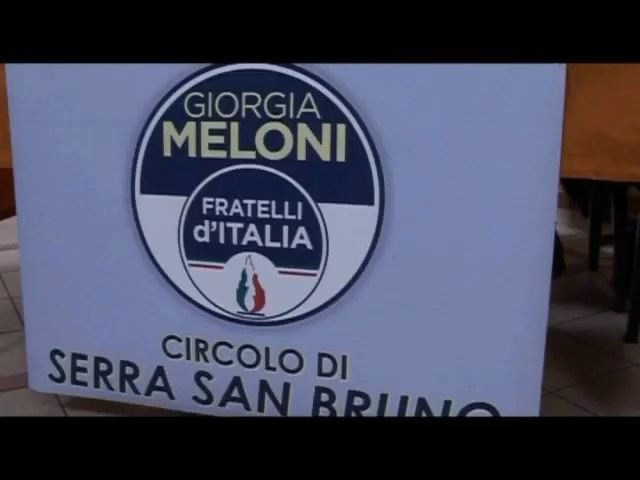 GIORGIA
MELONI
FRATELLI
d'ITALIA
CIRCOLO DI
SERRA SAN BRUNO